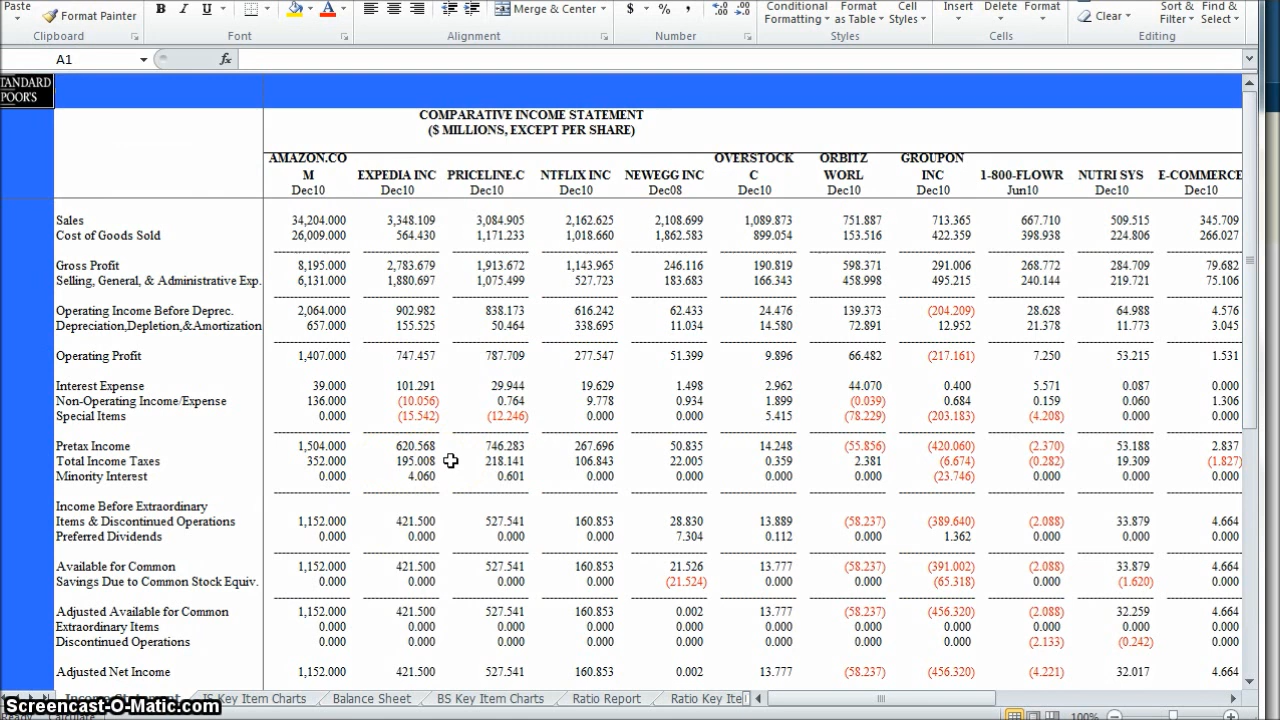 Paste Format Painter B I U Merge & Center $ % , Conditional Formatting Format as Table Cell Styles Insert Delete Format Clear Sort & Filter Find & Select
Clipboard Font Alignment Number Styles Cells Editing
A1 fx
TANDARD
POOR'S
COMPARATIVE INCOME STATEMENT
($ MILLIONS, EXCEPT PER SHARE)
AMAZON.CO OVERSTOCK ORBITZ GROUPON
M EXPEDIA INC PRICELINE.C NTFLIX INC NEWEGG INC C WORL INC 1-800-FLOWR NUTRI SYS E-COMMERCE
Dec10 Dec10 Dec10 Dec10 Dec08 Dec10 Dec10 Dec10 Jun10 Dec10 Dec10
Sales 34,204.000 3,348.109 3,084.905 2,162.625 2,108.699 1,089.873 751.887 713.365 667.710 509.515 345.709
Cost of Goods Sold 26,009.000 564.430 1,171.233 1,018.660 1,862.583 899.054 153.516 422.359 398.938 224.806 266.027
Gross Profit 8,195.000 2,783.679 1,913.672 1,143.965 246.116 190.819 598.371 291.006 268.772 284.709 79.682
Selling, General, & Administrative Exp. 6,131.000 1,880.697 1,075.499 527.723 183.683 166.343 458.998 495.215 240.144 219.721 75.106
Operating Income Before Deprec. 2,064.000 902.982 838.173 616.242 62.433 24.476 139.373 (204.209) 28.628 64.988 4.576
Depreciation,Depletion,&Amortization 657.000 155.525 50.464 338.695 11.034 14.580 72.891 12.952 21.378 11.773 3.045
Operating Profit 1,407.000 747.457 787.709 277.547 51.399 9.896 66.482 (217.161) 7.250 53.215 1.531
Interest Expense 39.000 101.291 29.944 19.629 1.498 2.962 44.070 0.400 5.571 0.087 0.000
Non-Operating Income/Expense 136.000 (10.056) 0.764 9.778 0.934 1.899 (0.039) 0.684 0.159 0.060 1.306
Special Items 0.000 (15.542) (12.246) 0.000 0.000 5.415 (78.229) (203.183) (4.208) 0.000 0.000
Pretax Income 1,504.000 620.568 746.283 267.696 50.835 14.248 (55.856) (420.060) (2.370) 53.188 2.837
Total Income Taxes 352.000 195.008 218.141 106.843 22.005 0.359 2.381 (6.674) (0.282) 19.309 (1.827)
Minority Interest 0.000 4.060 0.601 0.000 0.000 0.000 0.000 (23.746) 0.000 0.000 0.000
Income Before Extraordinary
Items & Discontinued Operations 1,152.000 421.500 527.541 160.853 28.830 13.889 (58.237) (389.640) (2.088) 33.879 4.664
Preferred Dividends 0.000 0.000 0.000 0.000 7.304 0.112 0.000 1.362 0.000 0.000 0.000
Available for Common 1,152.000 421.500 527.541 160.853 21.526 13.777 (58.237) (391.002) (2.088) 33.879 4.664
Savings Due to Common Stock Equiv. 0.000 0.000 0.000 0.000 (21.524) 0.000 0.000 (65.318) 0.000 (1.620) 0.000
Adjusted Available for Common 1,152.000 421.500 527.541 160.853 0.002 13.777 (58.237) (456.320) (2.088) 32.259 4.664
Extraordinary Items 0.000 0.000 0.000 0.000 0.000 0.000 0.000 0.000 0.000 0.000 0.000
Discontinued Operations 0.000 0.000 0.000 0.000 0.000 0.000 0.000 0.000 (2.133) (0.242) 0.000
Adjusted Net Income 1,152.000 421.500 527.541 160.853 0.002 13.777 (58.237) (456.320) (4.221) 32.017 4.664
Income Statement IS Key Item Charts Balance Sheet BS Key Item Charts Ratio Report Ratio Key Ite
Screencast-O-Matic.com 100%